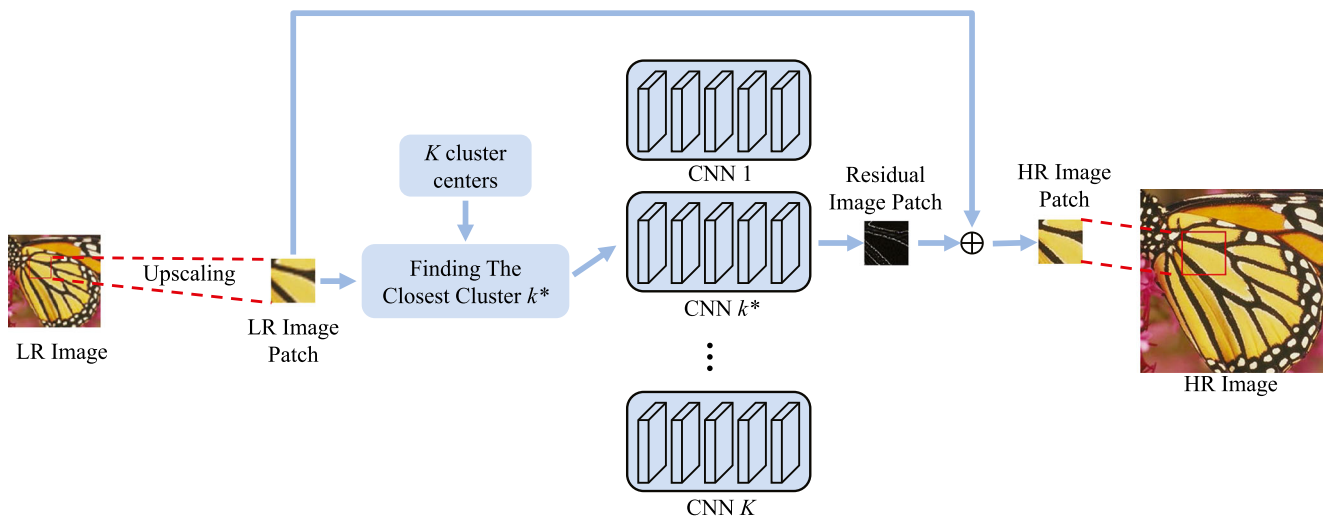 LR Image
Upscaling
LR Image
Patch
K cluster
centers
Finding The
Closest Cluster k*
CNN 1
CNN k*
CNN K
Residual
Image Patch
HR Image
Patch
HR Image